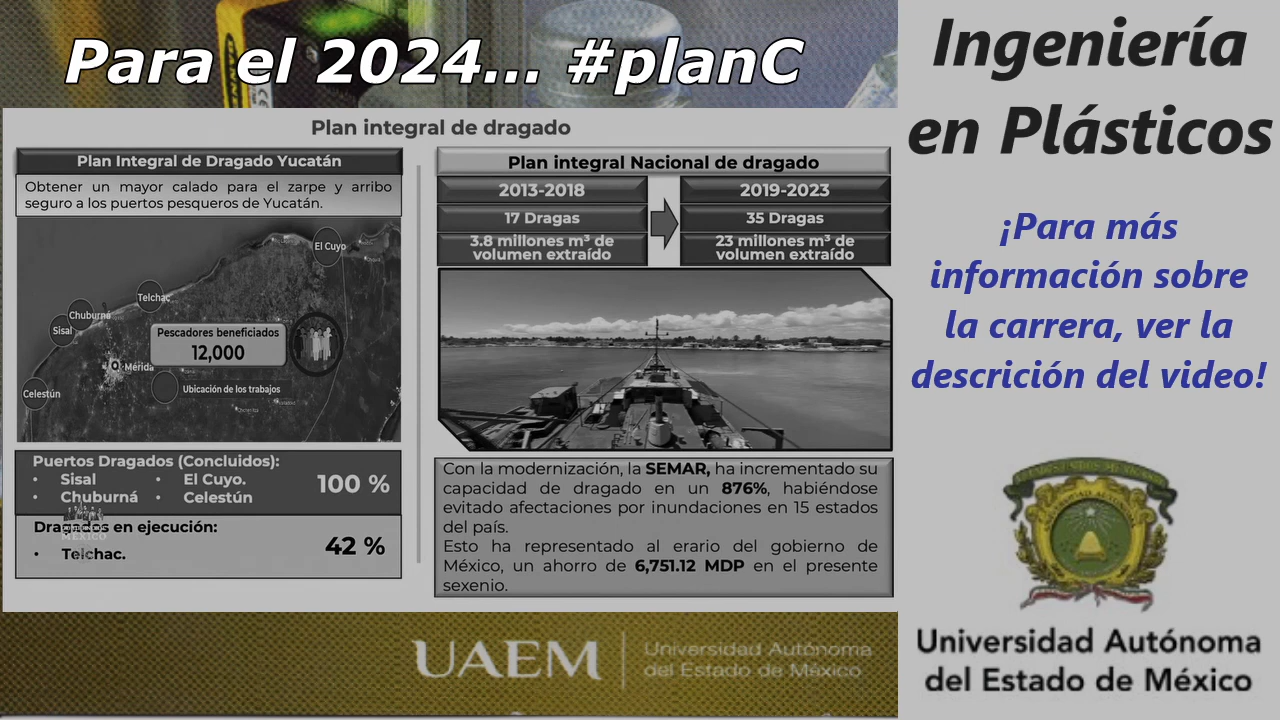 Para el 2024... #planC
Plan integral de dragado
Plan Integral de Dragado Yucatán
Obtener un mayor calado para el zarpe y arribo
seguro a los puertos pesqueros de Yucatán.
El Cuyo
Telchac
Chuburná
Sisal
Pescadores beneficiados
12,000
Mérida
Ubicación de los trabajos
Celestún
Puertos Dragados (Concluidos):
• Sisal • El Cuyo.
• Chuburná • Celestún
100 %
Dragados en ejecución:
• Telchac.
42 %
Plan integral Nacional de dragado
2013-2018 2019-2023
17 Dragas 35 Dragas
3.8 millones m³ de
volumen extraído
23 millones m³ de
volumen extraído
Con la modernización, la SEMAR, ha incrementado su
capacidad de dragado en un 876%, habiéndose
evitado afectaciones por inundaciones en 15 estados
del país.
Esto ha representado al erario del gobierno de
México, un ahorro de 6,751.12 MDP en el presente
sexenio.
UAEM
Universidad Autónoma
del Estado de México
Ingeniería
en Plásticos
¡Para más
información sobre
la carrera, ver la
descrición del video!
Universidad Autónoma
del Estado de México